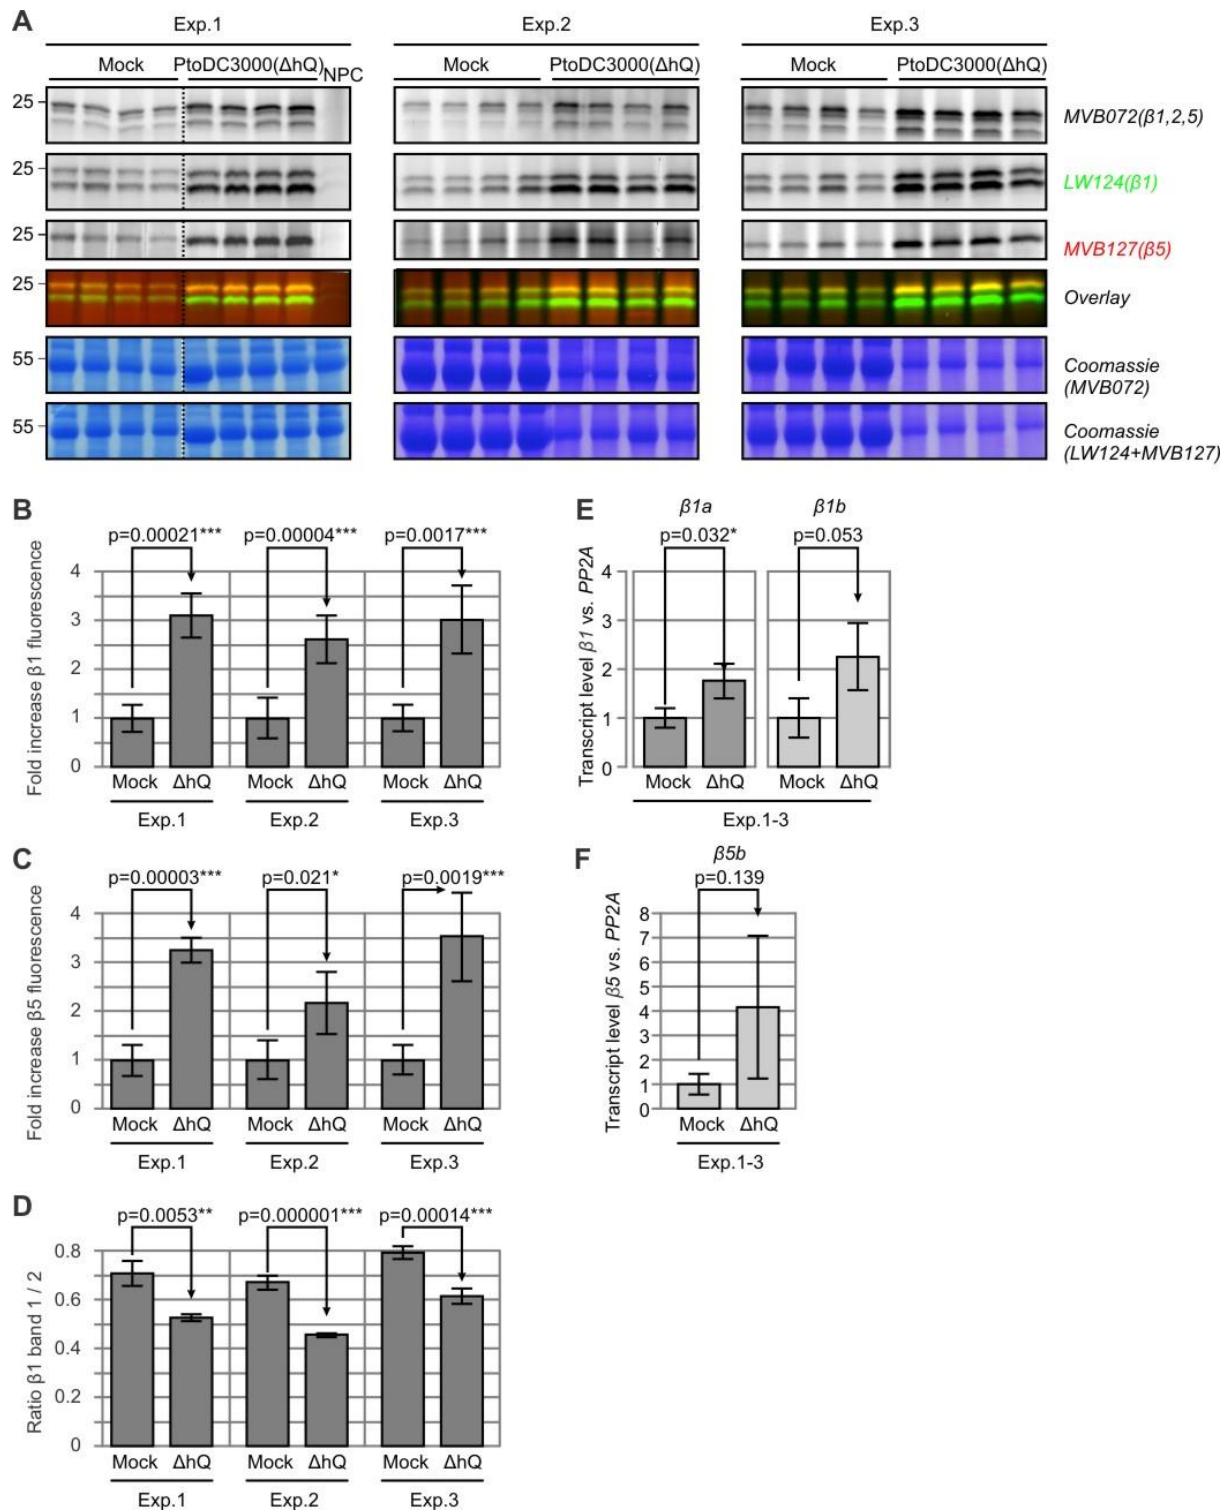 A
Exp.1
Exp.2
Exp.3
Mock
PtoDC3000(ΔhQ)
NPC
Mock
PtoDC3000(ΔhQ)
Mock
PtoDC3000(ΔhQ)
25
MVB072(β1,2,5)
25
LW124(β1)
25
MVB127(β5)
25
Overlay
55
Coomassie
(MVB072)
55
Coomassie
(LW124+MVB127)
B
Fold increase β1 fluorescence
p=0.00021***
p=0.00004***
p=0.0017***
4
3
2
1
0
Mock
ΔhQ
Mock
ΔhQ
Mock
ΔhQ
Exp.1
Exp.2
Exp.3
E
β1a
β1b
p=0.032*
p=0.053
Transcript level β1 vs. PP2A
4
3
2
1
0
Mock
ΔhQ
Mock
ΔhQ
Exp.1-3
C
Fold increase β5 fluorescence
p=0.00003***
p=0.021*
p=0.0019***
4
3
2
1
0
Mock
ΔhQ
Mock
ΔhQ
Mock
ΔhQ
Exp.1
Exp.2
Exp.3
F
β5b
p=0.139
Transcript level β5 vs. PP2A
8
7
6
5
4
3
2
1
0
Mock
ΔhQ
Exp.1-3
D
Ratio β1 band 1 / 2
p=0.0053**
p=0.000001***
p=0.00014***
0.8
0.6
0.4
0.2
0
Mock
ΔhQ
Mock
ΔhQ
Mock
ΔhQ
Exp.1
Exp.2
Exp.3